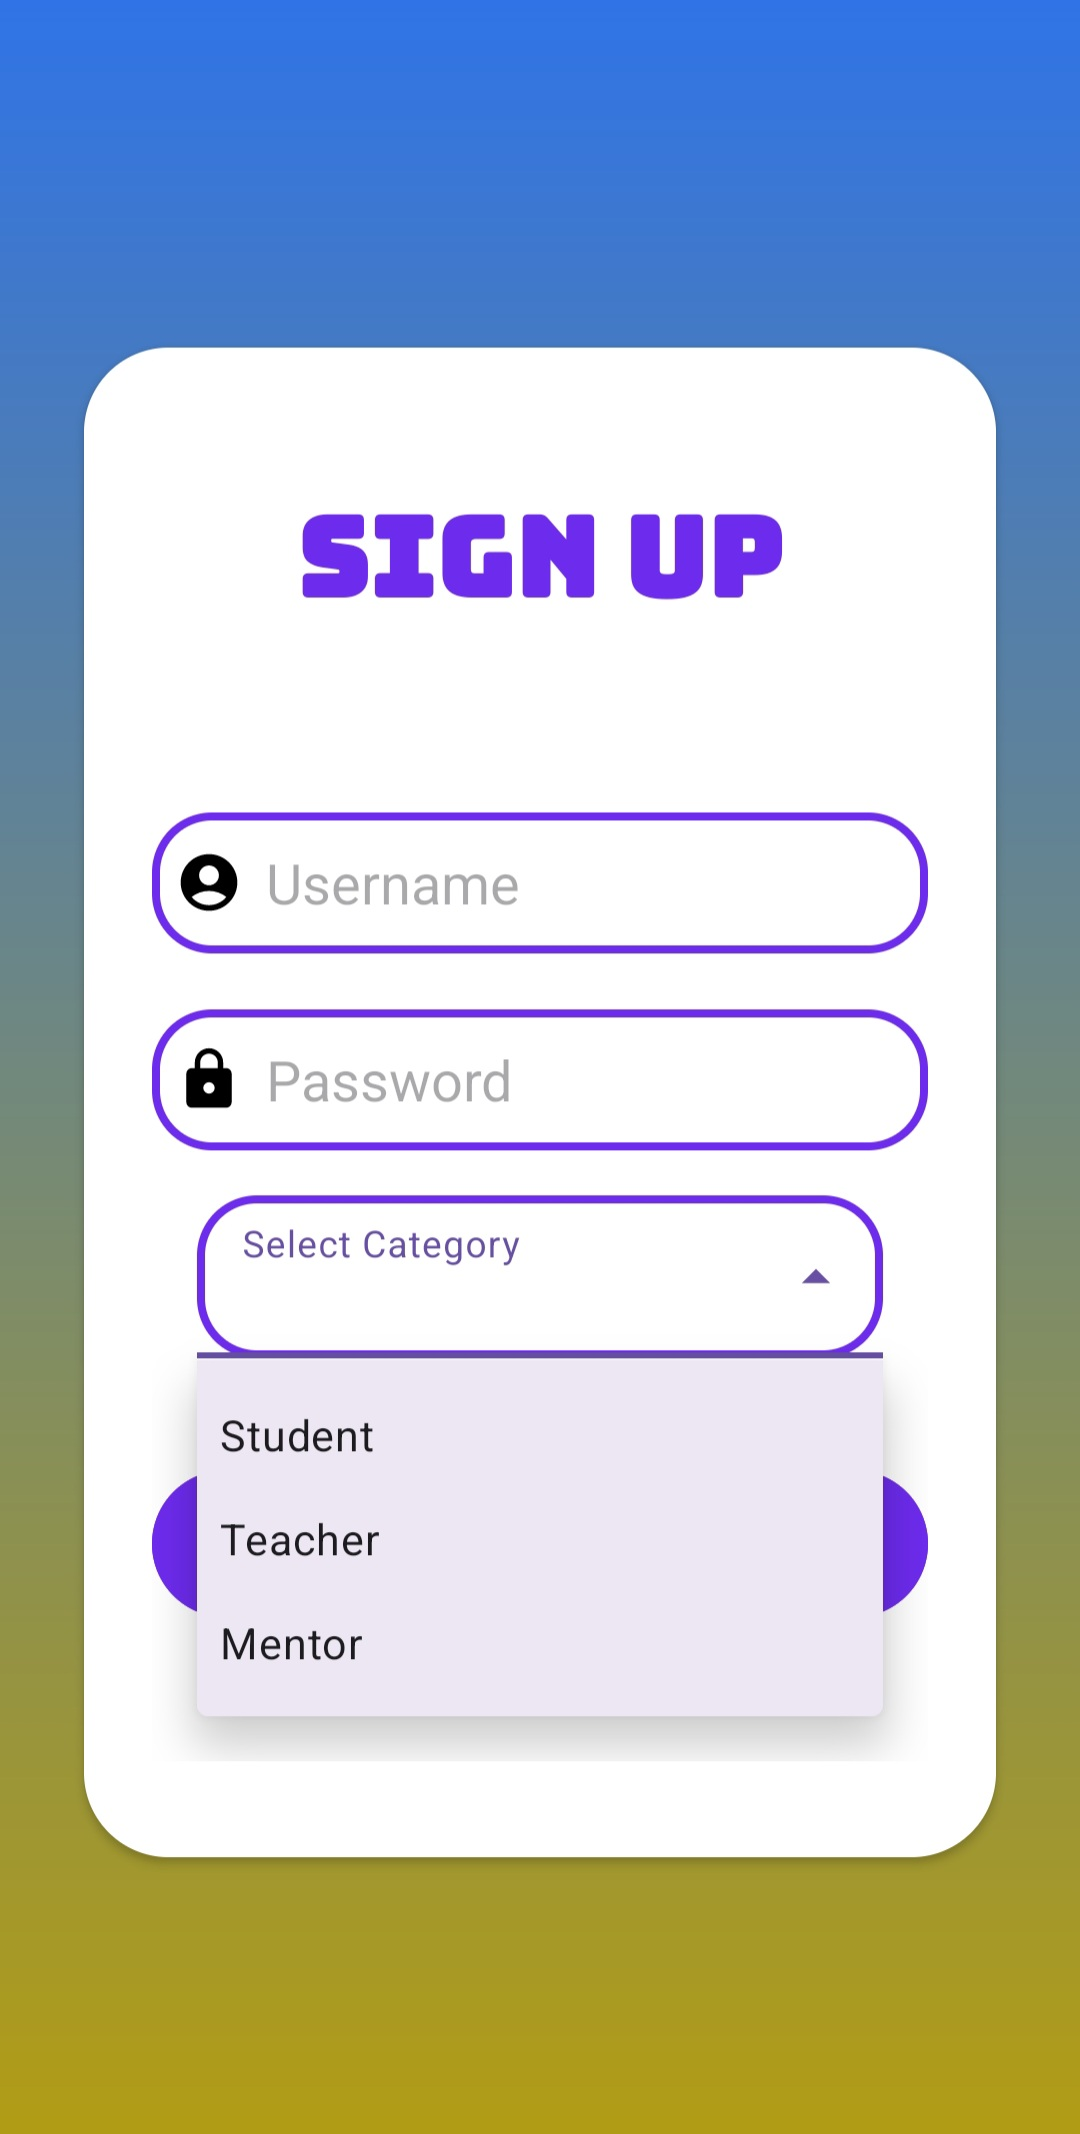 SIGN UP
Username
Password
Select Category
Student
Teacher
Mentor